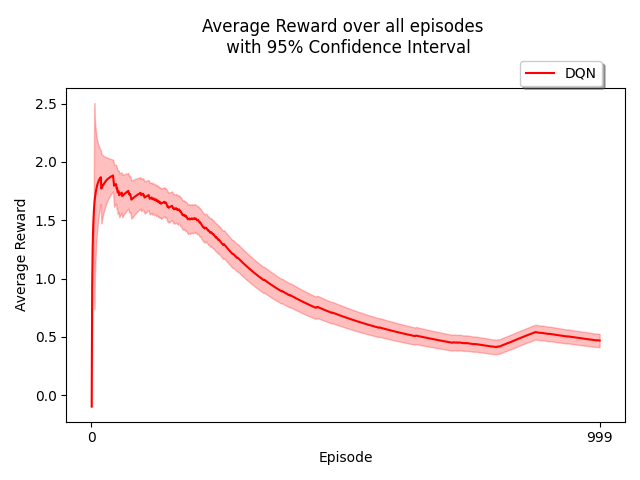 Average Reward over all episodes
with 95% Confidence Interval
DQN
2.5
2.0
1.5
1.0
0.5
0.0
Average Reward
0
999
Episode